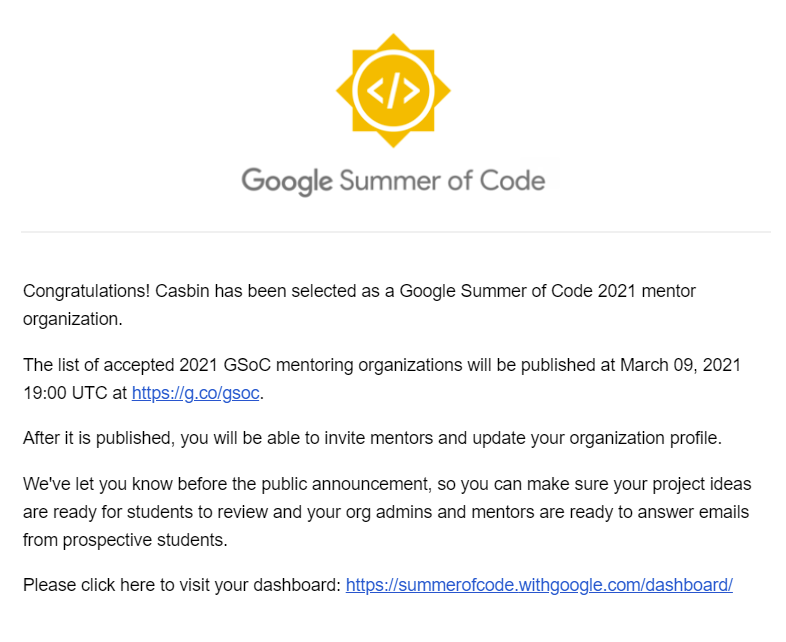 </>
Google Summer of Code
Congratulations! Casbin has been selected as a Google Summer of Code 2021 mentor
organization.
The list of accepted 2021 GSoC mentoring organizations will be published at March 09, 2021
19:00 UTC at https://g.co/gsoc.
After it is published, you will be able to invite mentors and update your organization profile.
We've let you know before the public announcement, so you can make sure your project ideas
are ready for students to review and your org admins and mentors are ready to answer emails
from prospective students.
Please click here to visit your dashboard: https://summerofcode.withgoogle.com/dashboard/